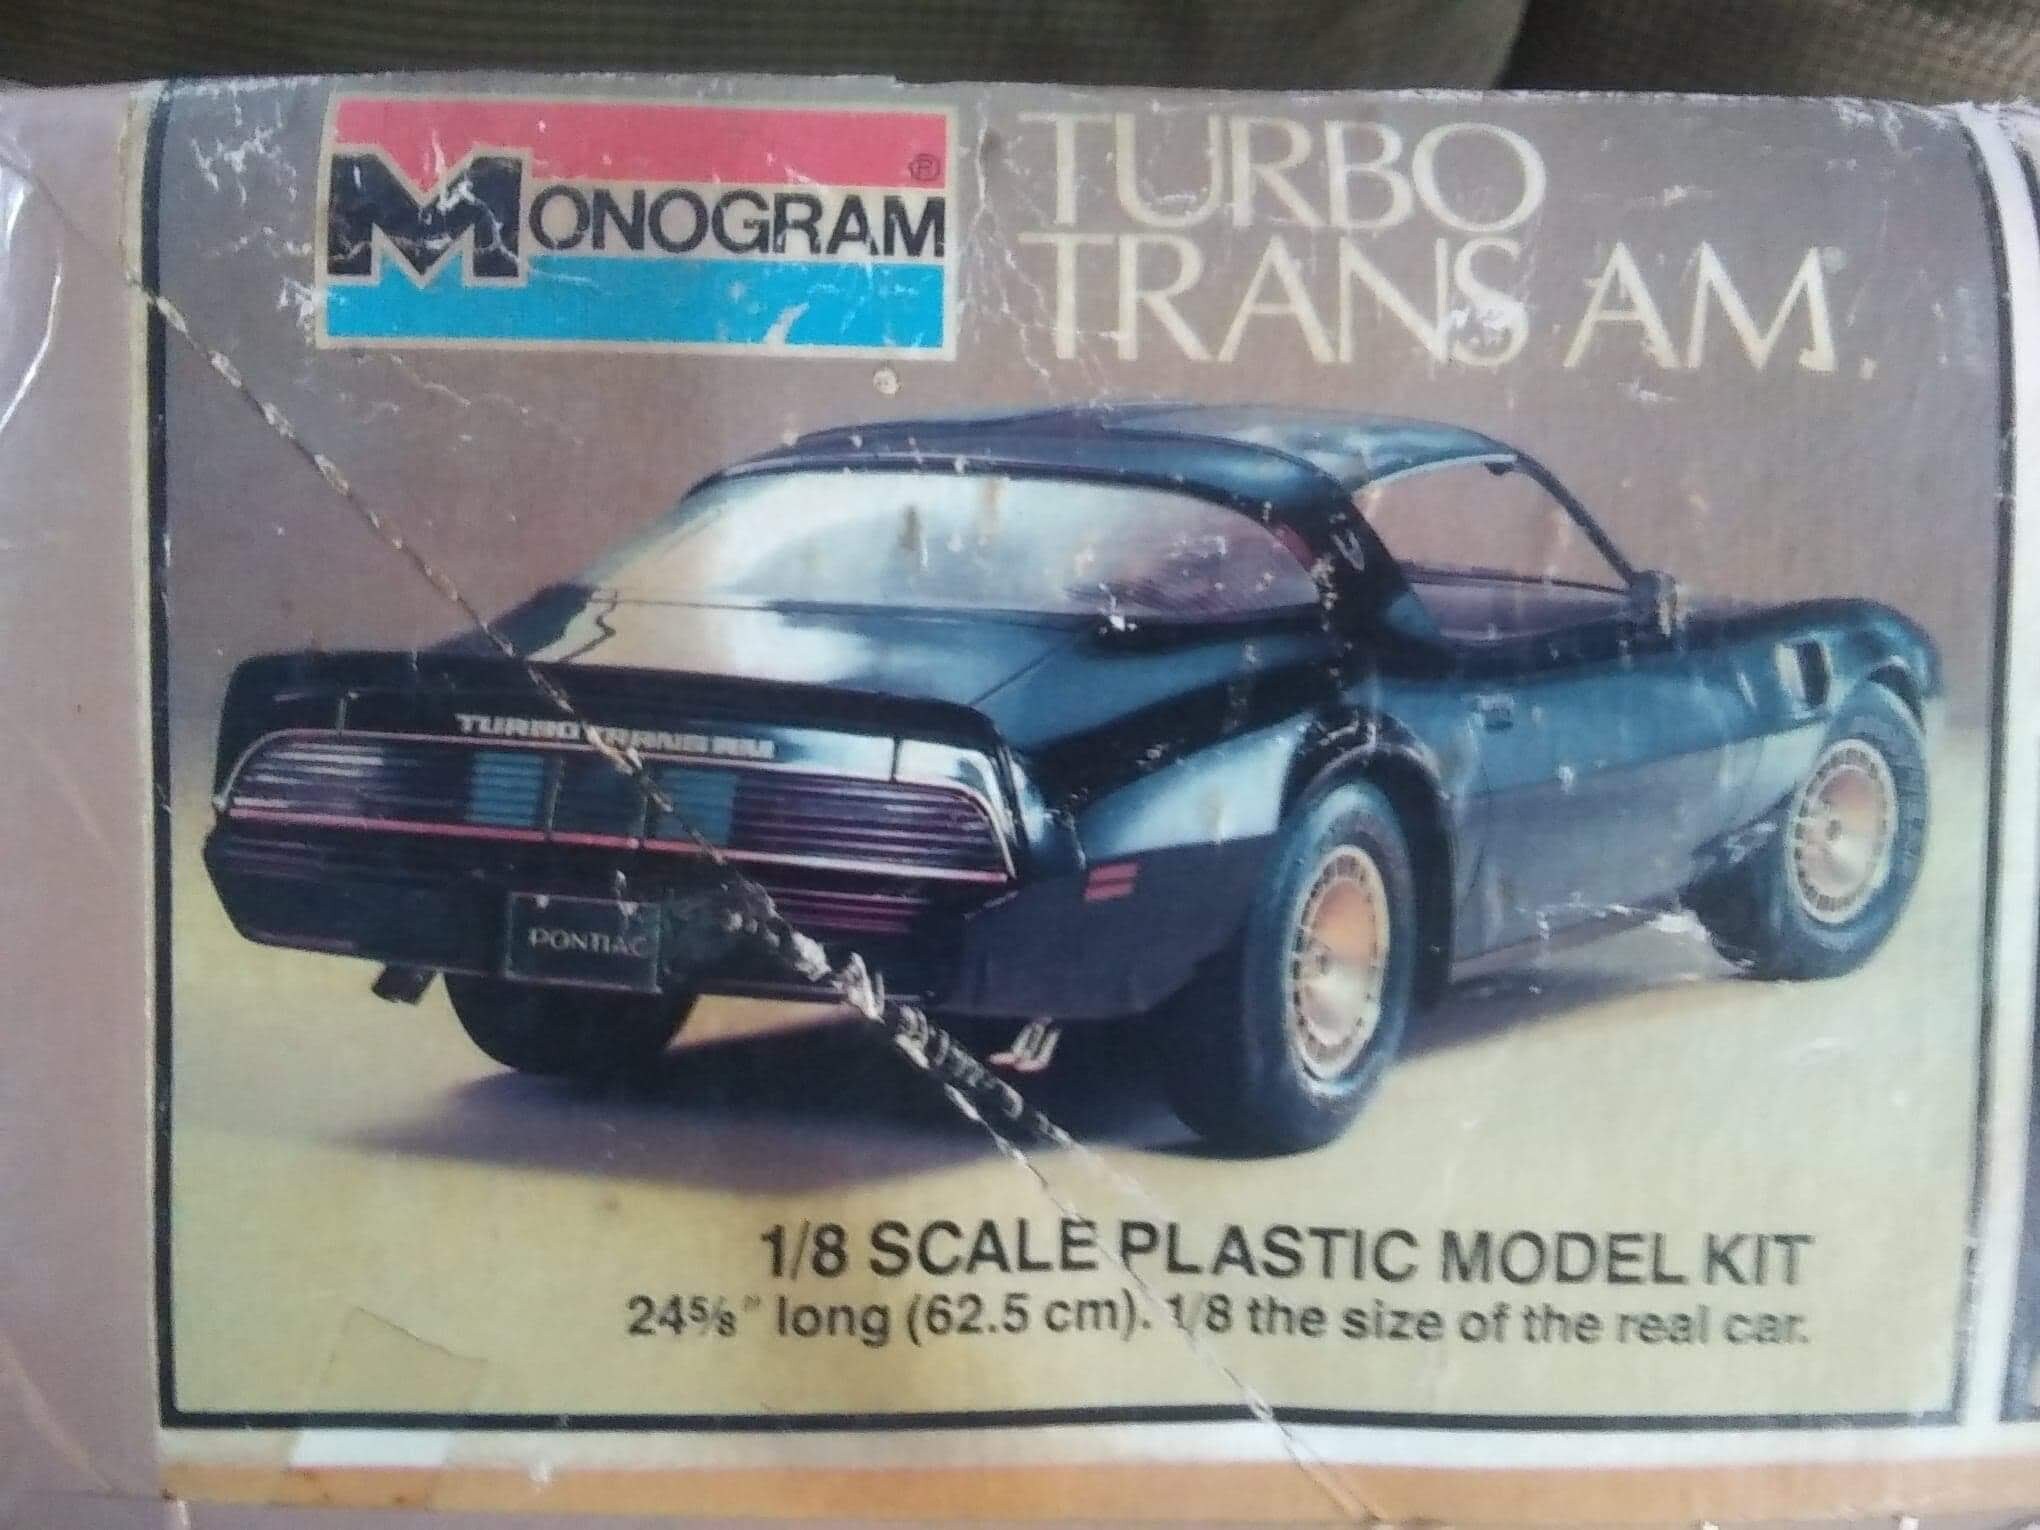 MONOGRAM®
TURBO
TRANS AM®
TURBO TRANS AM
PONTIAC
1/8 SCALE PLASTIC MODEL KIT
24⅝" long (62.5 cm). 1/8 the size of the real car.